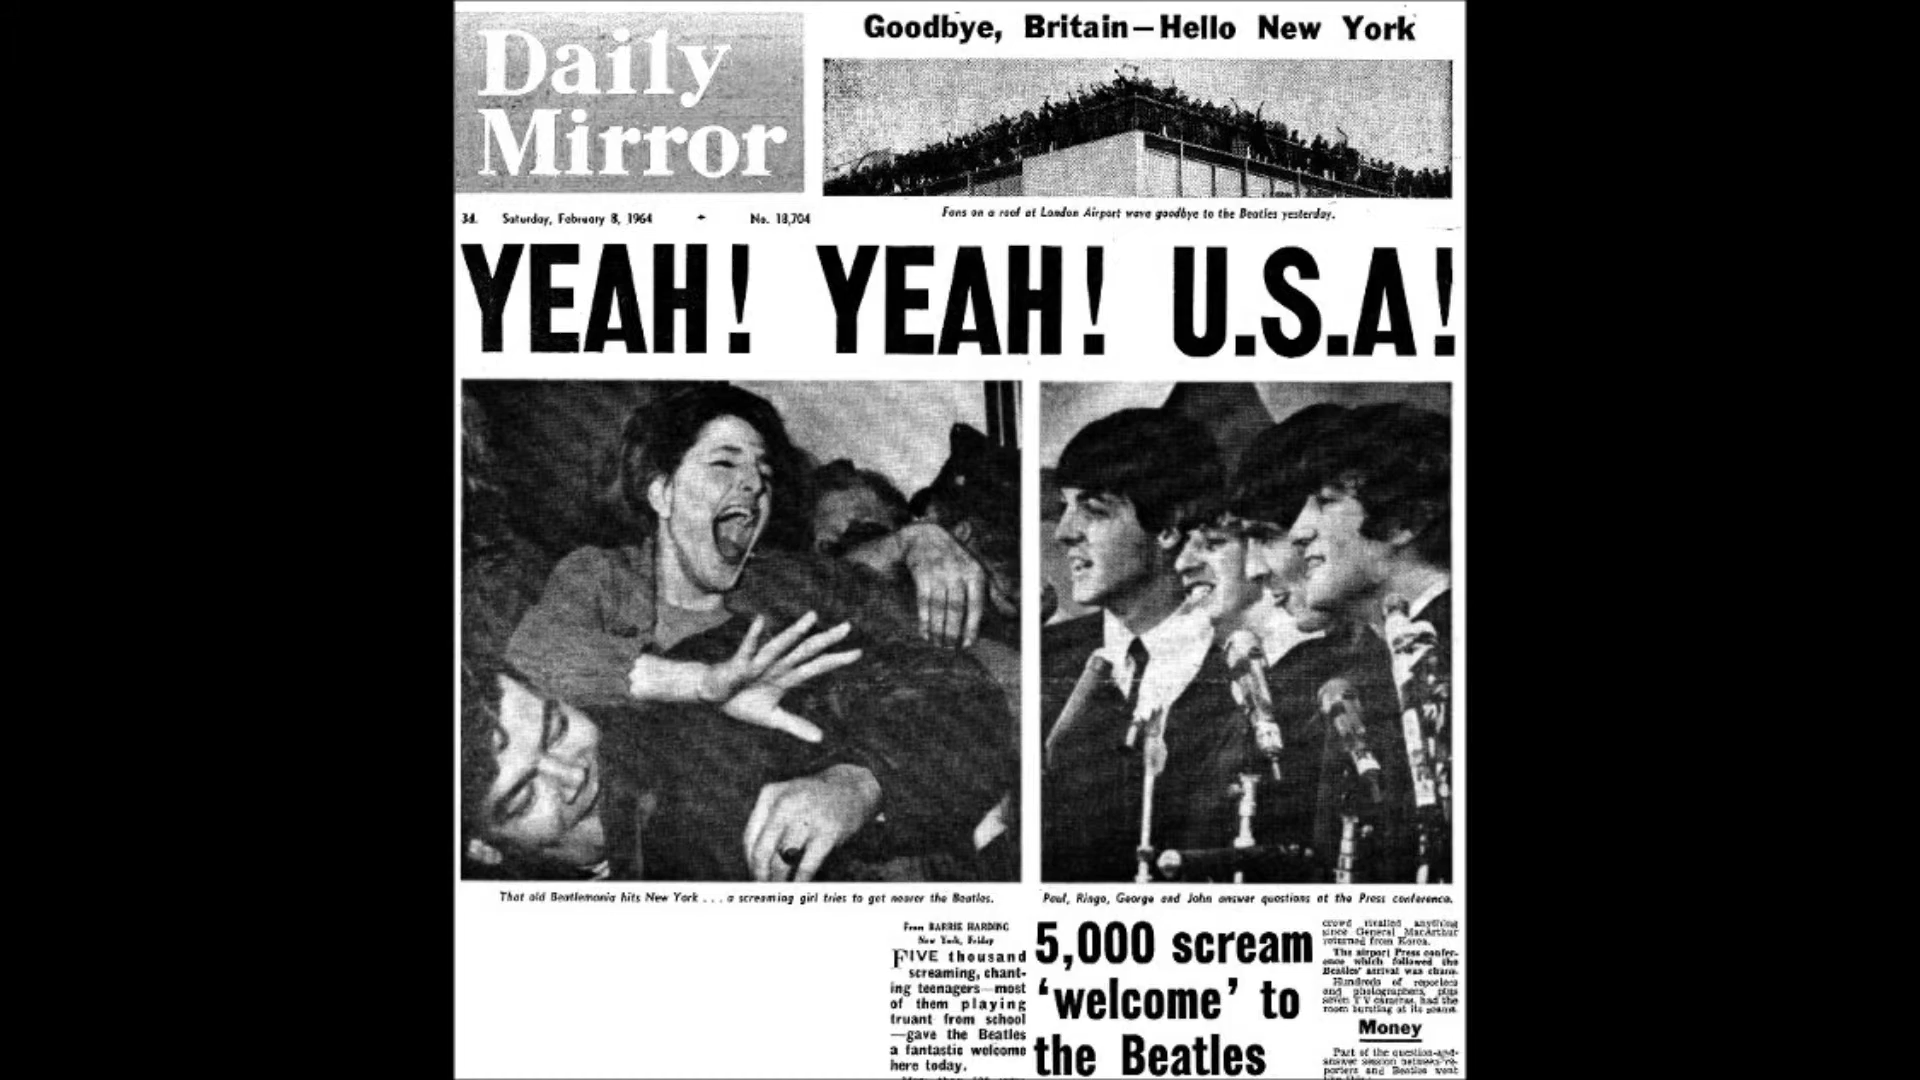 Daily
Mirror
Goodbye, Britain—Hello New York
3d. Saturday, February 8, 1964 No. 18,704
Fans on a roof at London Airport wave goodbye to the Beatles yesterday.
YEAH! YEAH! U.S.A!
That old Beatlemania hits New York . . . a screaming girl tries to get nearer the Beatles.
Paul, Ringo, George and John answer questions at the Press conference.
From BARRIE HARDING
New York, Friday
FIVE thousand
screaming, chant-
ing teenagers—most
of them playing
truant from school
—gave the Beatles
a fantastic welcome
here today.
5,000 scream
‘welcome’ to
the Beatles
crowd rivalled anything
since General MacArthur
returned from Korea.
The airport Press confer-
ence which followed the
Beatles' arrival was chaos.
Hundreds of reporters
and photographers, plus
seven TV cameras, had the
room bursting at its seams.
Money
Part of the question-and-
answer session between re-
porters and Beatles went